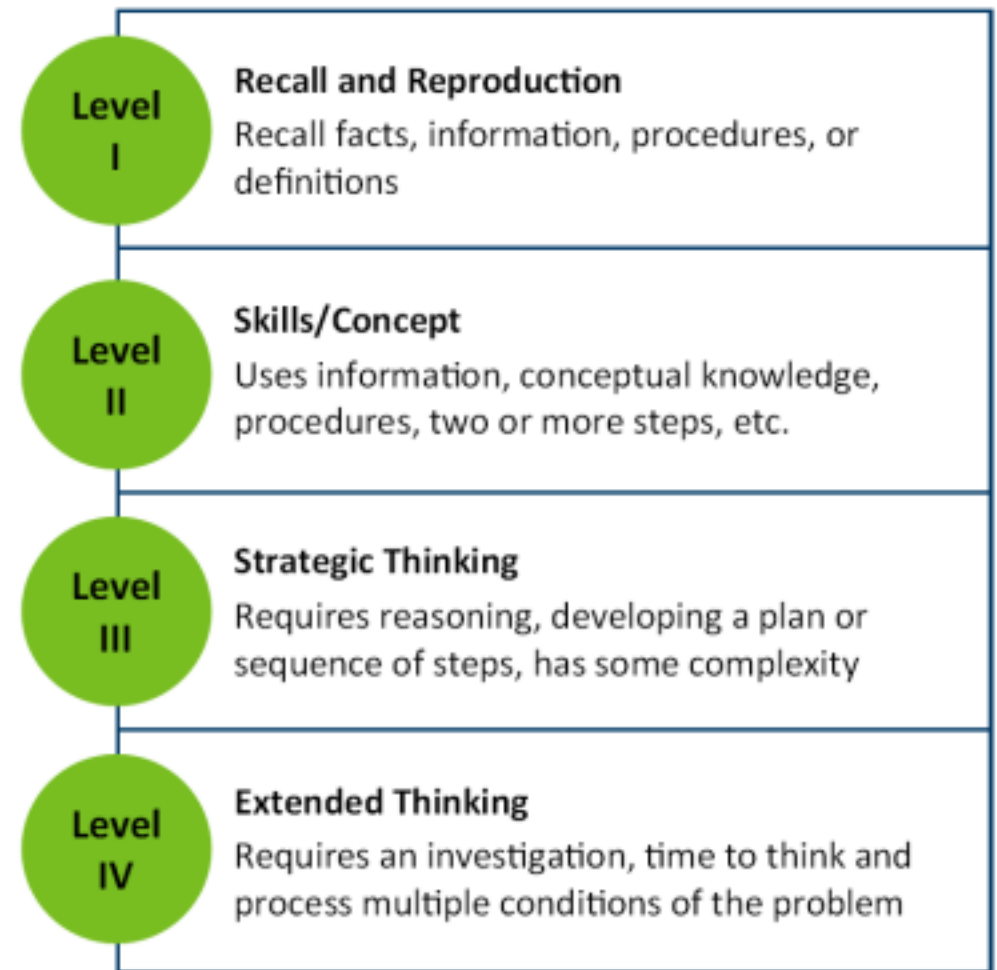 Level
I
Recall and Reproduction
Recall facts, information, procedures, or
definitions
Level
II
Skills/Concept
Uses information, conceptual knowledge,
procedures, two or more steps, etc.
Level
III
Strategic Thinking
Requires reasoning, developing a plan or
sequence of steps, has some complexity
Level
IV
Extended Thinking
Requires an investigation, time to think and
process multiple conditions of the problem